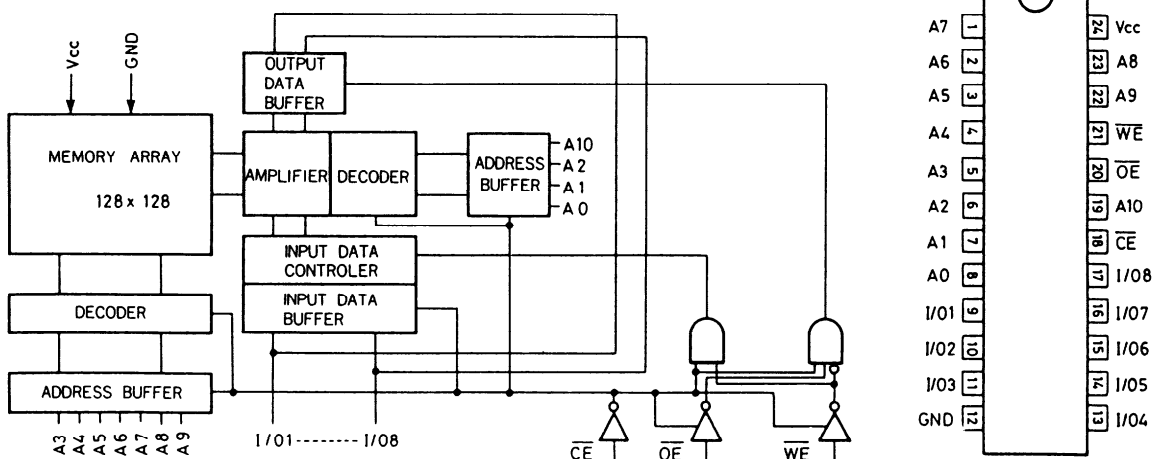 Vcc
GND
OUTPUT
DATA
BUFFER
MEMORY ARRAY
128 x 128
AMPLIFIER
DECODER
ADDRESS
BUFFER
A10
A2
A1
A0
INPUT DATA
CONTROLER
INPUT DATA
BUFFER
DECODER
ADDRESS BUFFER
A3
A4
A5
A6
A7
A8
A9
I/01--------I/08
CE
OE
WE
A7 1
A6 2
A5 3
A4 4
A3 5
A2 6
A1 7
A0 8
I/01 9
I/02 10
I/03 11
GND 12
24 Vcc
23 A8
22 A9
21 WE
20 OE
19 A10
18 CE
17 I/08
16 I/07
15 I/06
14 I/05
13 I/04